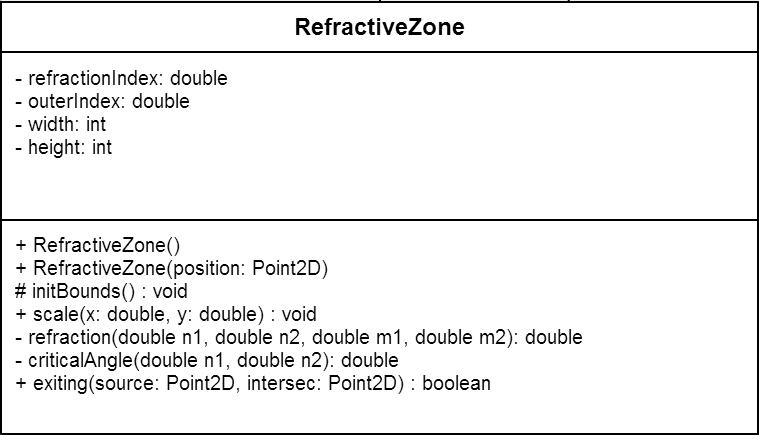 RefractiveZone
- refractionIndex: double
- outerIndex: double
- width: int
- height: int
+ RefractiveZone()
+ RefractiveZone(position: Point2D)
# initBounds() : void
+ scale(x: double, y: double) : void
- refraction(double n1, double n2, double m1, double m2): double
- criticalAngle(double n1, double n2): double
+ exiting(source: Point2D, intersec: Point2D) : boolean